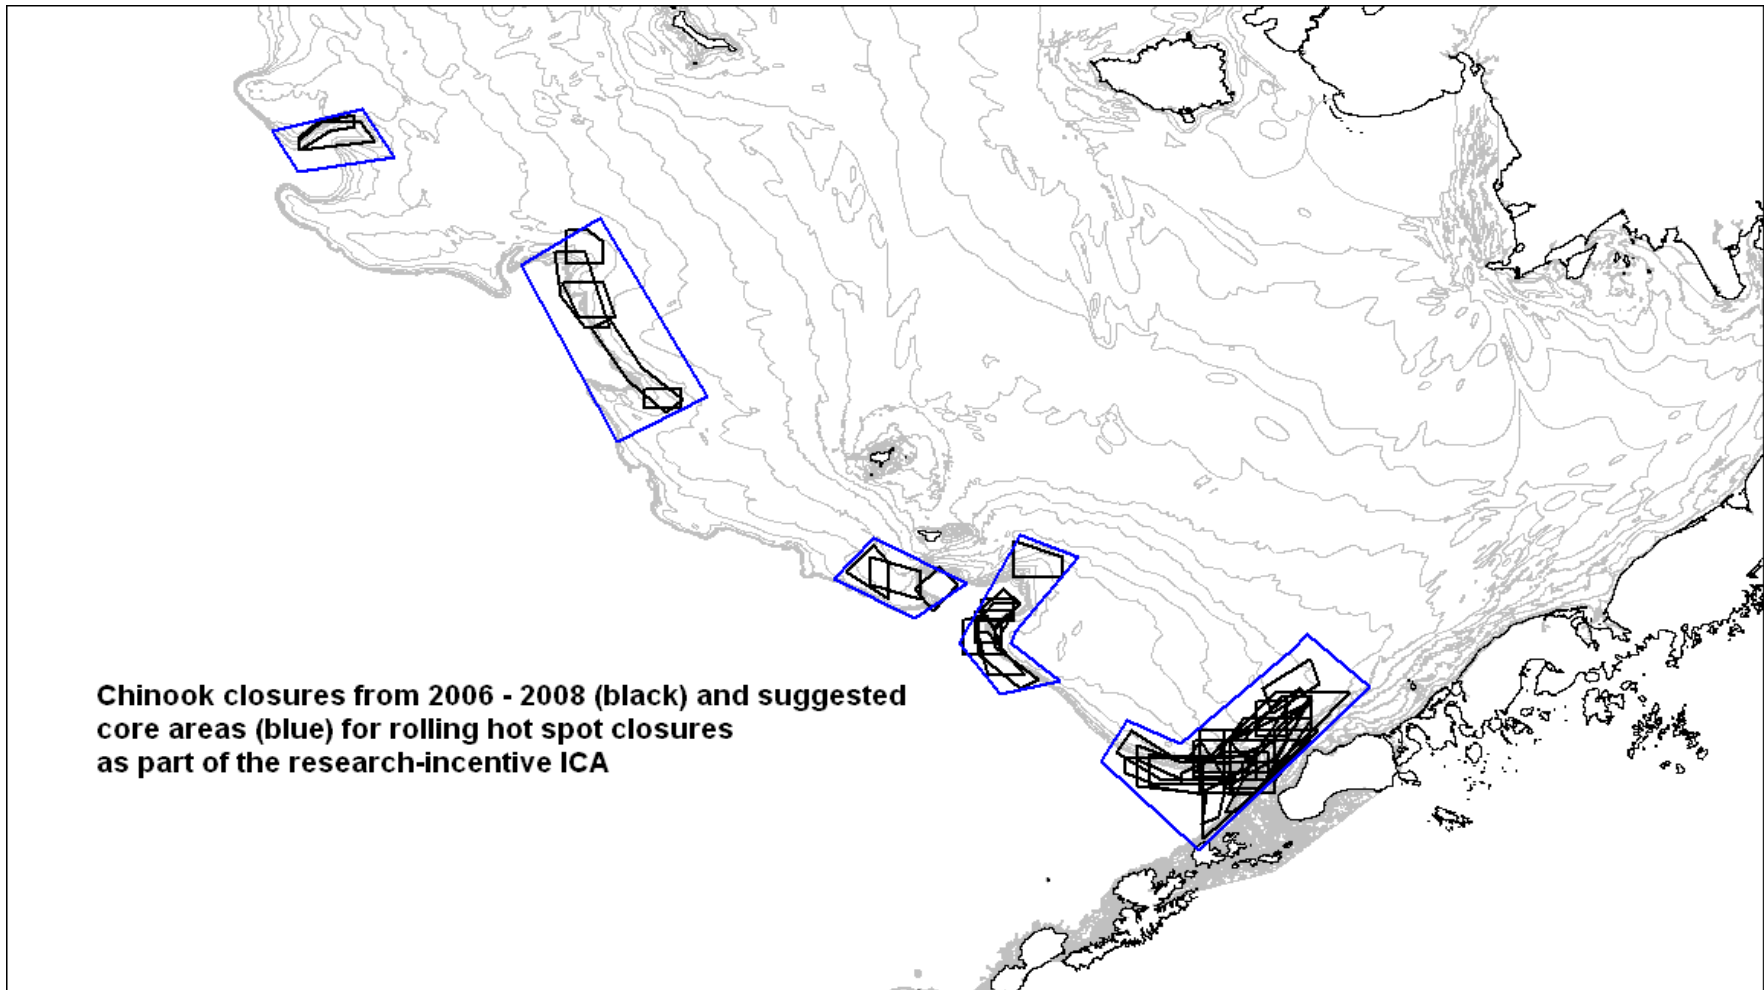 Chinook closures from 2006 - 2008 (black) and suggested
core areas (blue) for rolling hot spot closures
as part of the research-incentive ICA